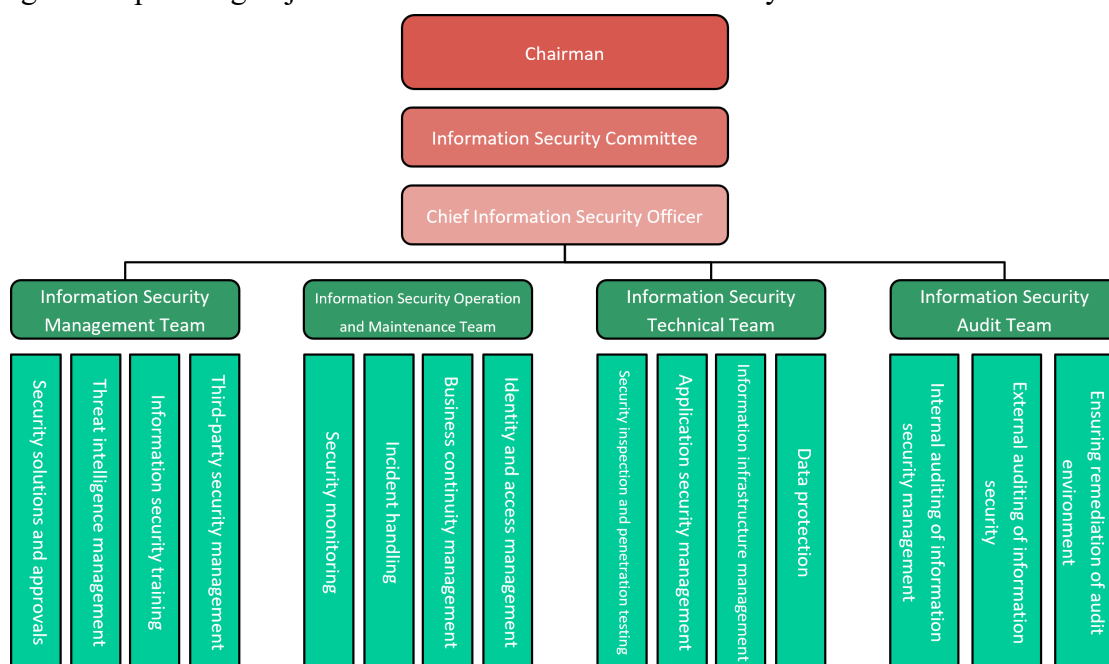 Chairman
Information Security Committee
Chief Information Security Officer
Information Security
Management Team
Information Security Operation
and Maintenance Team
Information Security
Technical Team
Information Security
Audit Team
Security solutions and approvals
Threat intelligence management
Information security training
Third-party security management
Security monitoring
Incident handling
Business continuity management
Identity and access management
Security inspection and penetration testing
Application security management
Information infrastructure management
Data protection
Internal auditing of information
security management
External auditing of information
security
Ensuring remediation of audit
environment